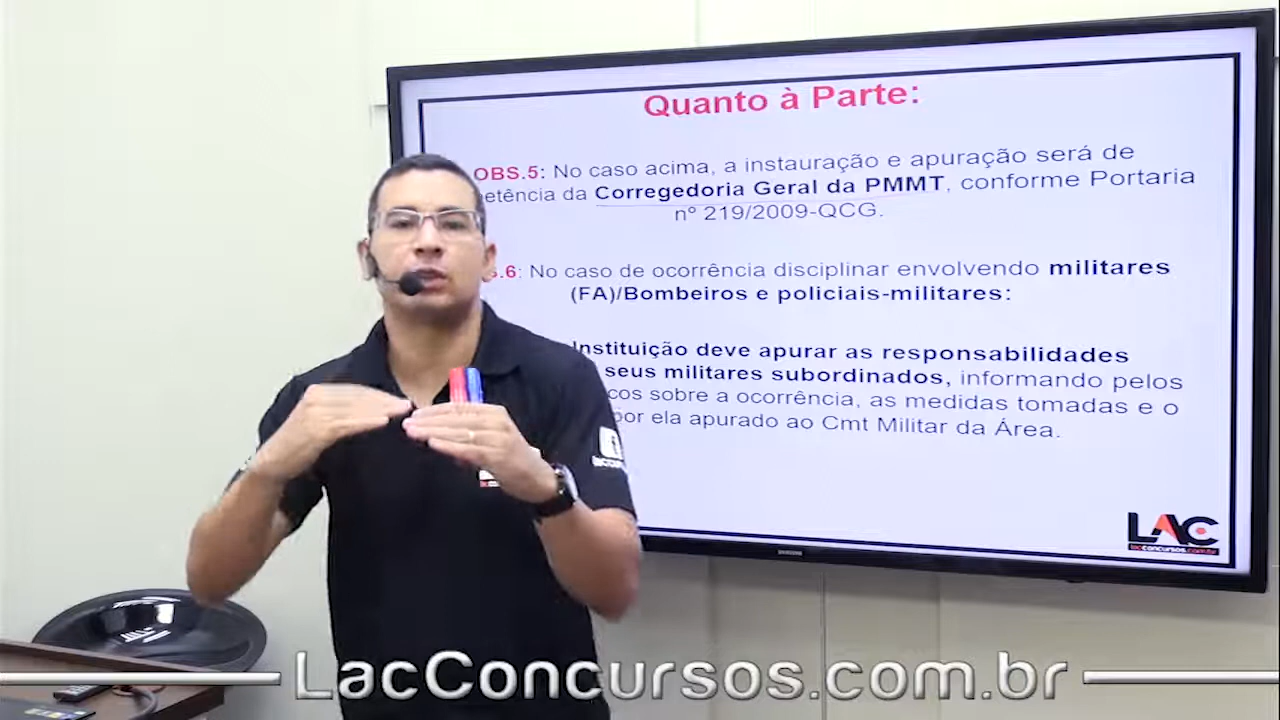 Quanto à Parte:
OBS.5: No caso acima, a instauração e apuração será de
petência da Corregedoria Geral da PMMT, conforme Portaria
nº 219/2009-QCG.
.6: No caso de ocorrência disciplinar envolvendo militares
(FA)/Bombeiros e policiais-militares:
Instituição deve apurar as responsabilidades
seus militares subordinados, informando pelos
cos sobre a ocorrência, as medidas tomadas e o
por ela apurado ao Cmt Militar da Área.
LAC
lacconcursos.com.br
SAMSUNG
LacConcursos.com.br